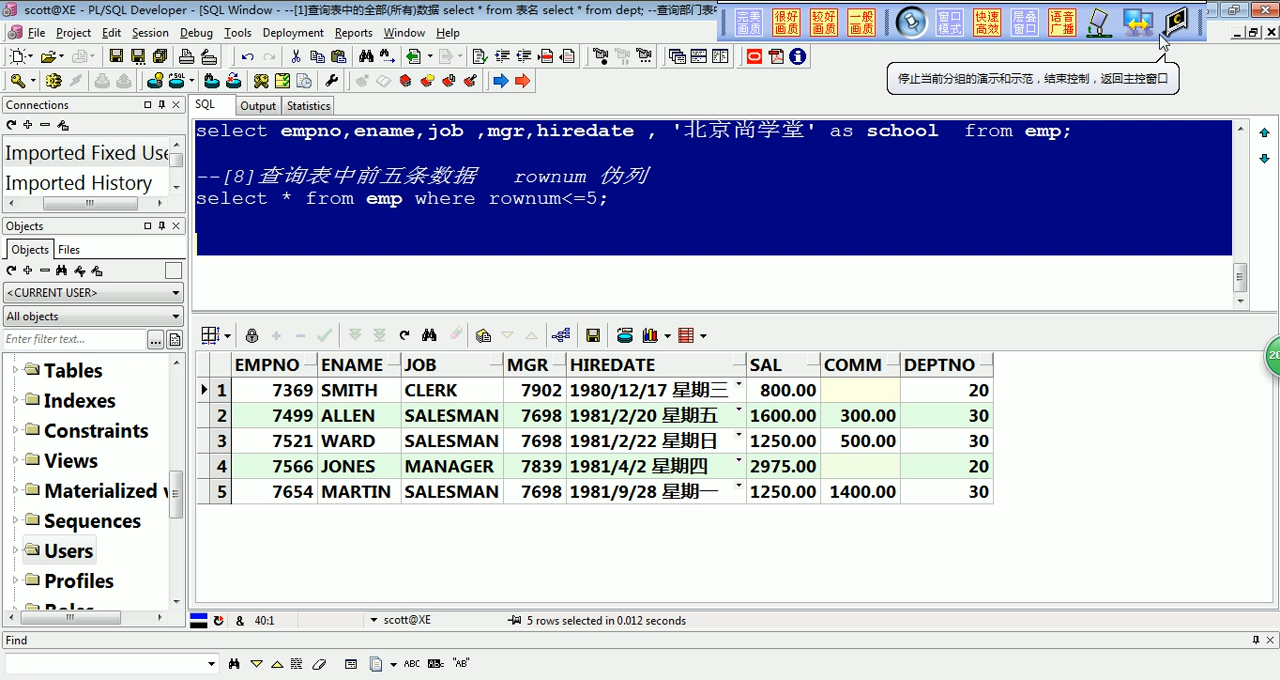 scott@XE - PL/SQL Developer - [SQL Window - --[1]查询表中的全部(所有)数据 select * from 表名 select * from dept; --查询部门表
完美画质 很好画质 较好画质 一般画质 窗口模式 快速高效 层叠窗口 语音广播
File Project Edit Session Debug Tools Deployment Reports Window Help
停止当前分组的演示和示范，结束控制，返回主控窗口
Connections
SQL Output Statistics
Imported Fixed Use
Imported History
select empno,ename,job ,mgr,hiredate , '北京尚学堂' as school from emp;
--[8]查询表中前五条数据 rownum 伪列
select * from emp where rownum<=5;
Objects
Objects Files
<CURRENT USER>
All objects
Enter filter text...
Tables
Indexes
Constraints
Views
Materialized
Sequences
Users
Profiles
EMPNO ENAME JOB MGR HIREDATE SAL COMM DEPTNO
1 7369 SMITH CLERK 7902 1980/12/17 星期三 800.00 20
2 7499 ALLEN SALESMAN 7698 1981/2/20 星期五 1600.00 300.00 30
3 7521 WARD SALESMAN 7698 1981/2/22 星期日 1250.00 500.00 30
4 7566 JONES MANAGER 7839 1981/4/2 星期四 2975.00 20
5 7654 MARTIN SALESMAN 7698 1981/9/28 星期一 1250.00 1400.00 30
& 40:1 scott@XE 5 rows selected in 0.012 seconds
Find
ABC "AB"